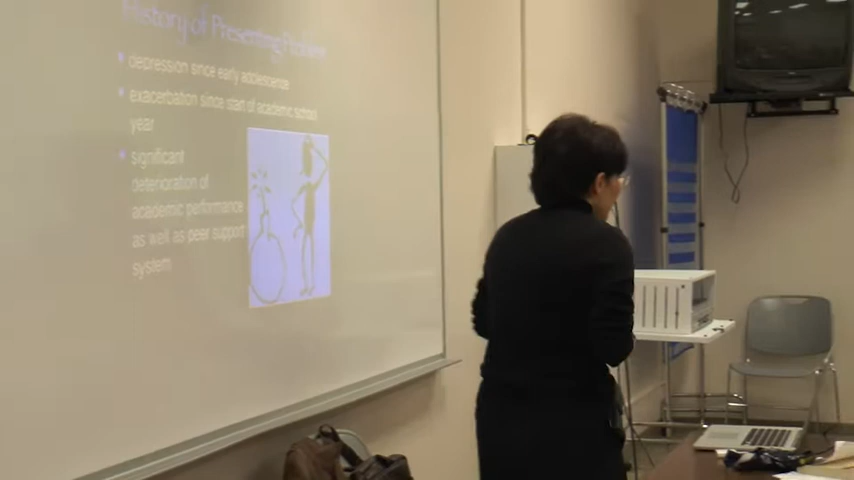 History of Presenting Problem
depression since early adolescence
exacerbation since start of academic school
year
significant
deterioration of
academic performance
as well as peer support
system